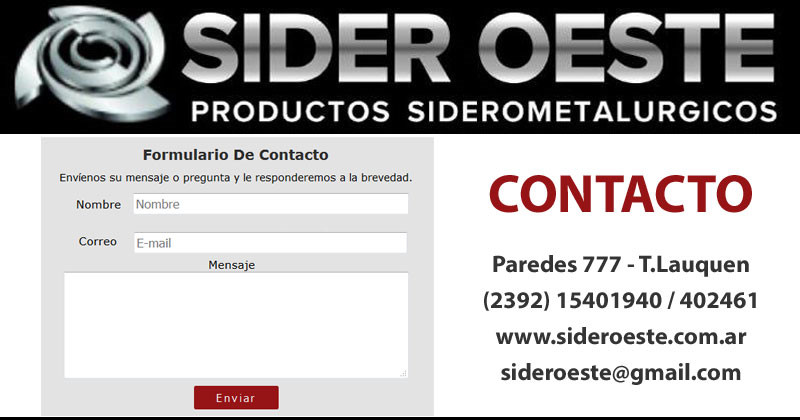 SIDER OESTE
PRODUCTOS SIDEROMETALURGICOS
Formulario De Contacto
Envíenos su mensaje o pregunta y le responderemos a la brevedad.
Nombre Nombre
Correo E-mail
Mensaje
Enviar
CONTACTO
Paredes 777 - T.Lauquen
(2392) 15401940 / 402461
www.sideroeste.com.ar
sideroeste@gmail.com